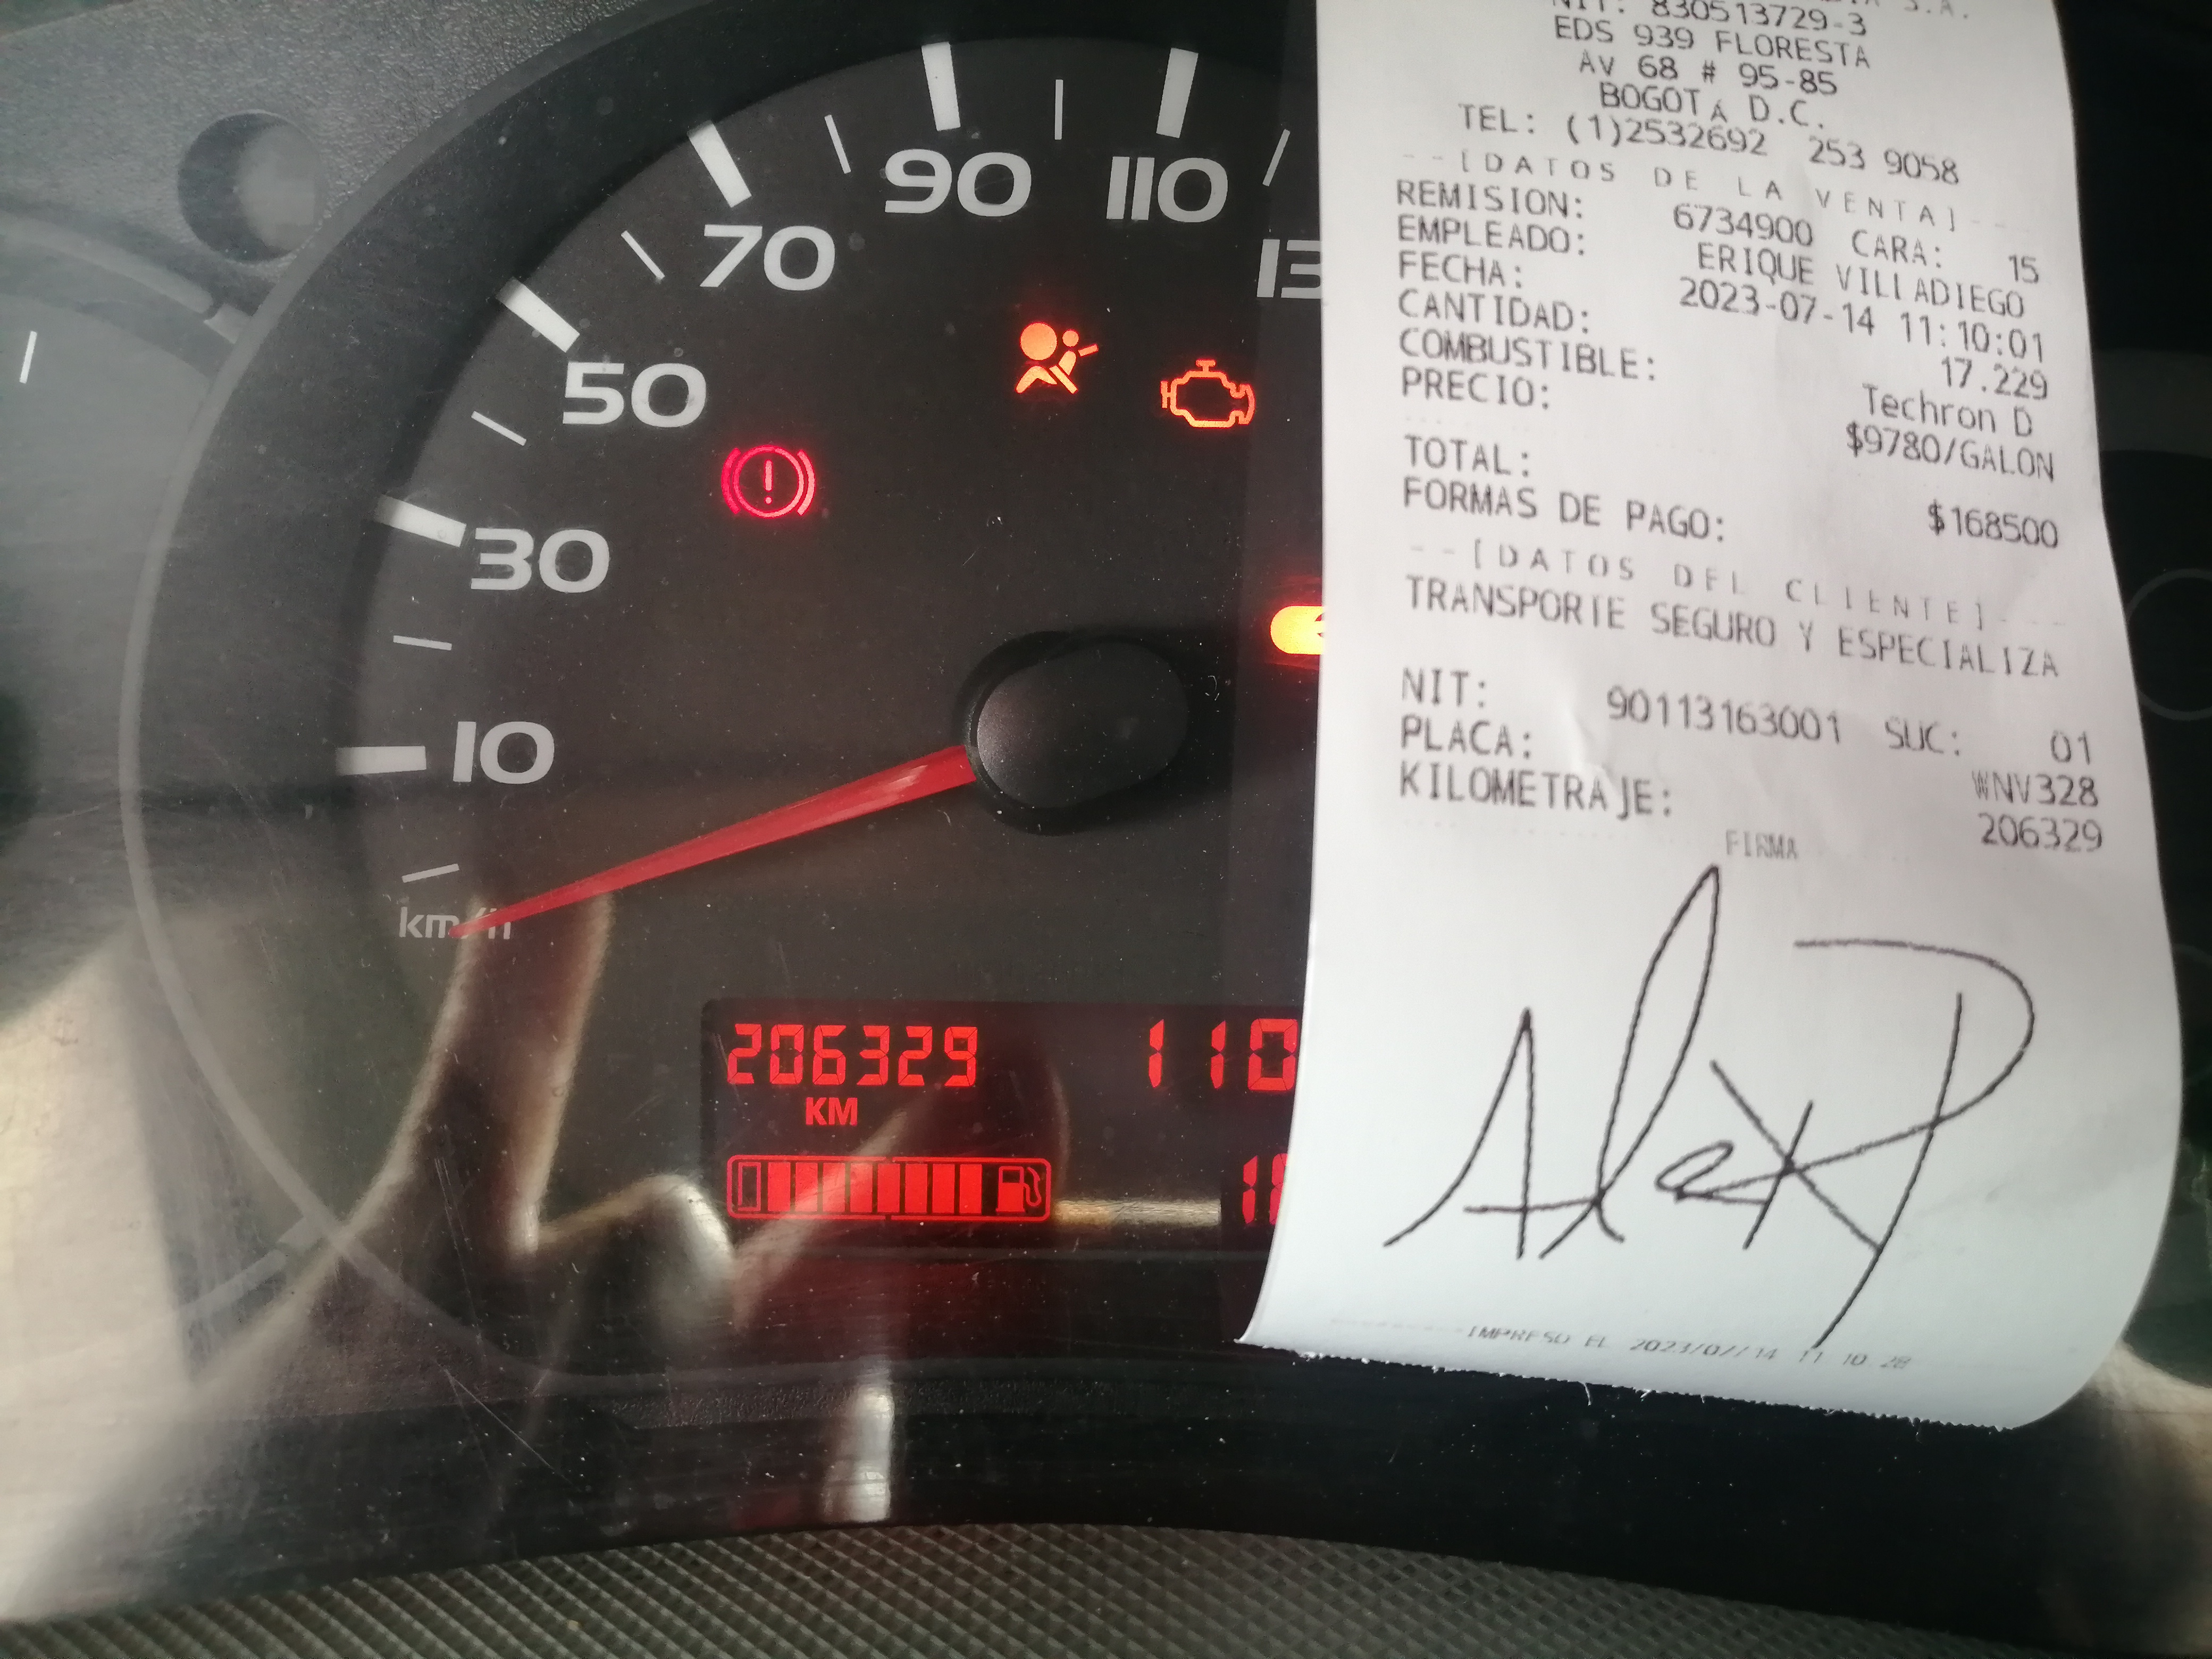 10
30
50
70
90
110
km/h
206329
KM
S.A.
NIT: 830513729-3
EDS 939 FLORESTA
AV 68 # 95-85
BOGOTA D.C.
TEL: (1)2532692 253 9058
--[DATOS DE LA VENTA]--
REMISION: 6734900 CARA: 15
EMPLEADO: ERIQUE VILLADIEGO
FECHA: 2023-07-14 11:10:01
CANTIDAD: 17.229
COMBUSTIBLE: Techron D
PRECIO: $9780/GALON
TOTAL: $168500
FORMAS DE PAGO:
--[DATOS DEL CLIENTE]---
TRANSPORTE SEGURO Y ESPECIALIZA
NIT: 90113163001 SUC: 01
PLACA: WNV328
KILOMETRAJE: 206329
FIRMA
IMPRESO EL 2023/07/14 11 10 28